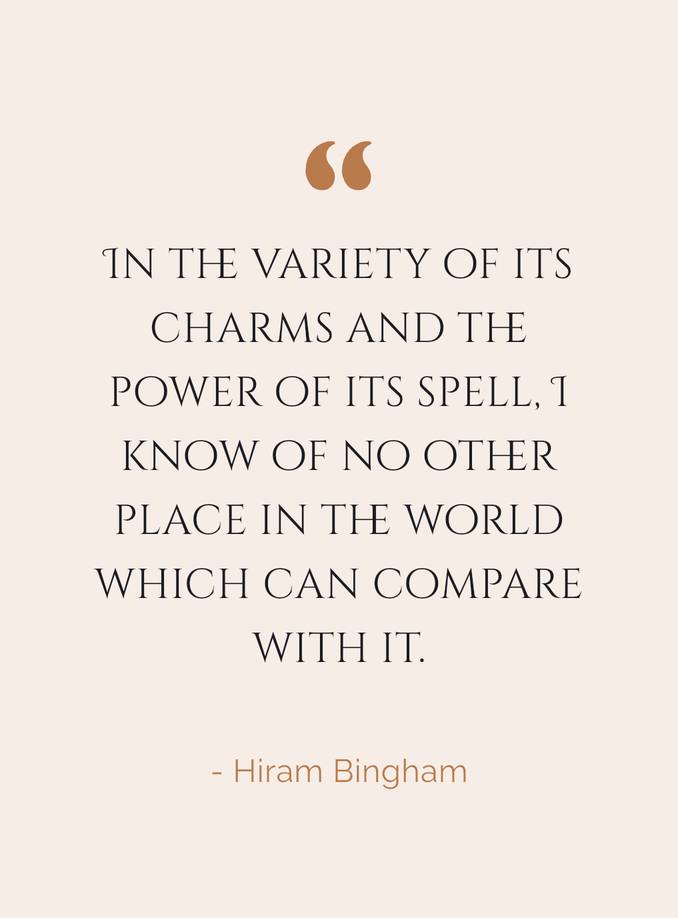 “
In the variety of its
charms and the
power of its spell, I
know of no other
place in the world
which can compare
with it.
- Hiram Bingham